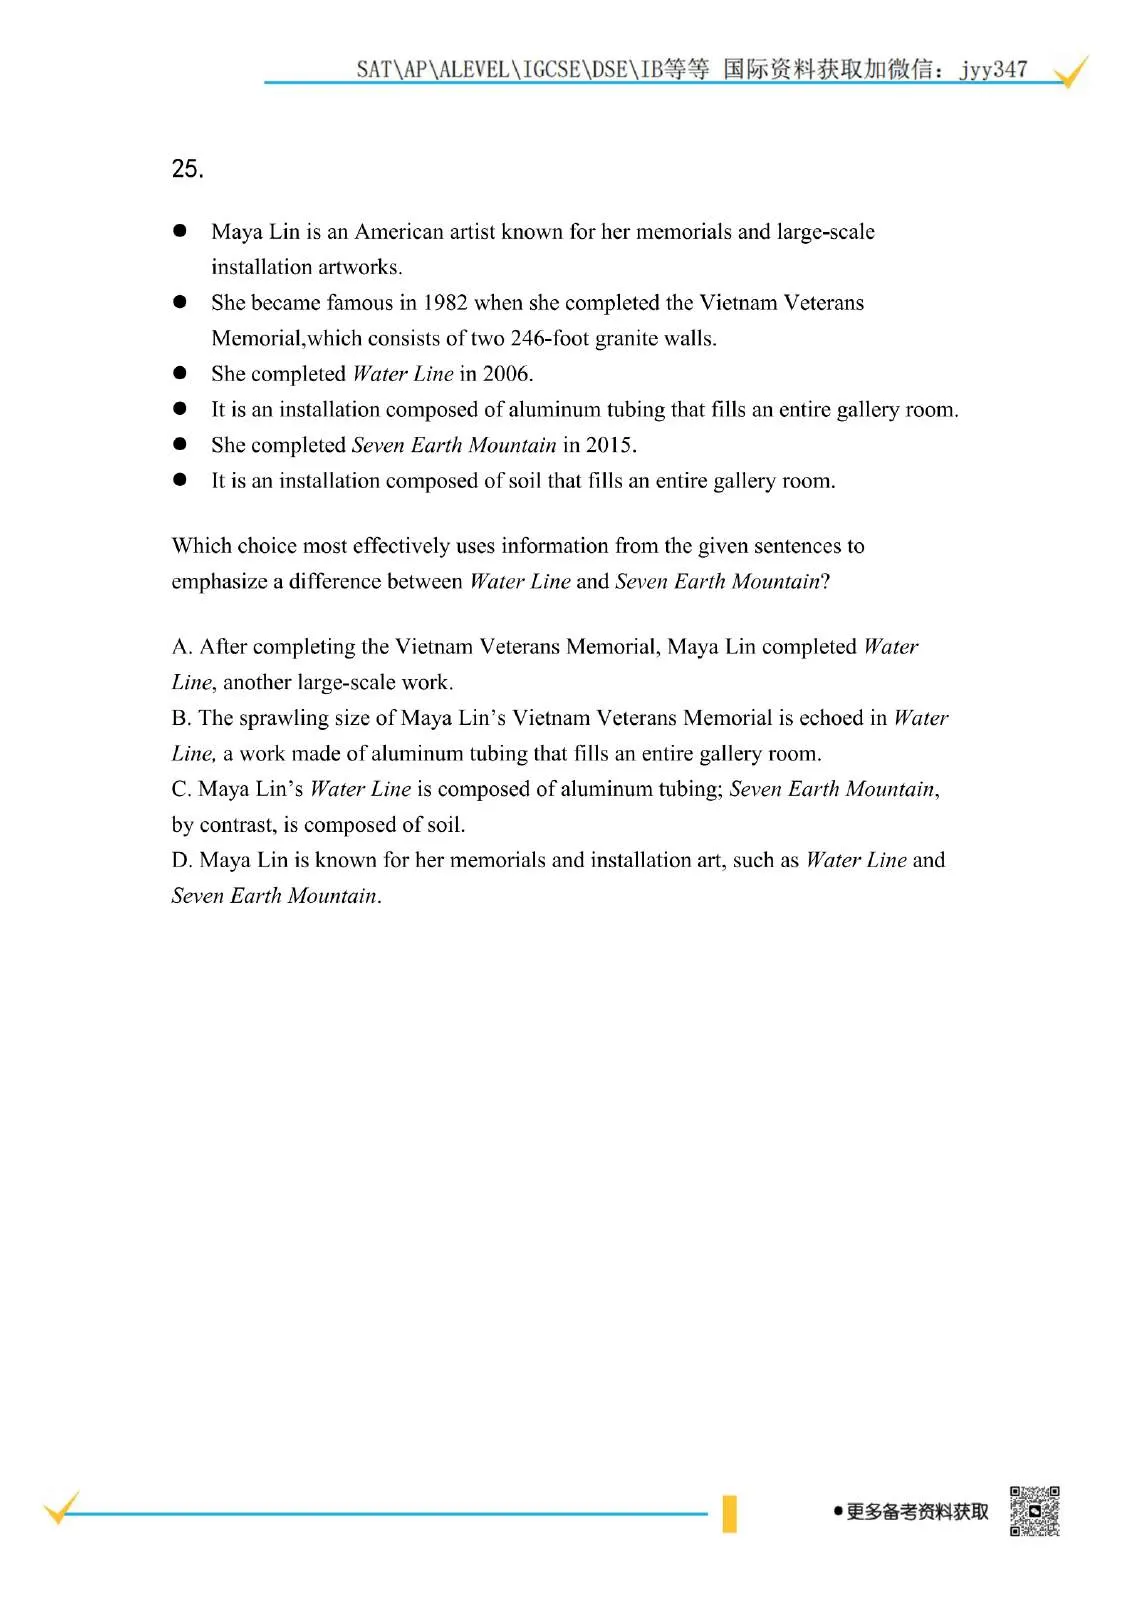 SAT\AP\ALEVEL\IGCSE\DSE\IB等等 国际资料获取加微信：jyy347
25.
● Maya Lin is an American artist known for her memorials and large-scale
installation artworks.
● She became famous in 1982 when she completed the Vietnam Veterans
Memorial,which consists of two 246-foot granite walls.
● She completed Water Line in 2006.
● It is an installation composed of aluminum tubing that fills an entire gallery room.
● She completed Seven Earth Mountain in 2015.
● It is an installation composed of soil that fills an entire gallery room.
Which choice most effectively uses information from the given sentences to
emphasize a difference between Water Line and Seven Earth Mountain?
A. After completing the Vietnam Veterans Memorial, Maya Lin completed Water
Line, another large-scale work.
B. The sprawling size of Maya Lin’s Vietnam Veterans Memorial is echoed in Water
Line, a work made of aluminum tubing that fills an entire gallery room.
C. Maya Lin’s Water Line is composed of aluminum tubing; Seven Earth Mountain,
by contrast, is composed of soil.
D. Maya Lin is known for her memorials and installation art, such as Water Line and
Seven Earth Mountain.
●更多备考资料获取